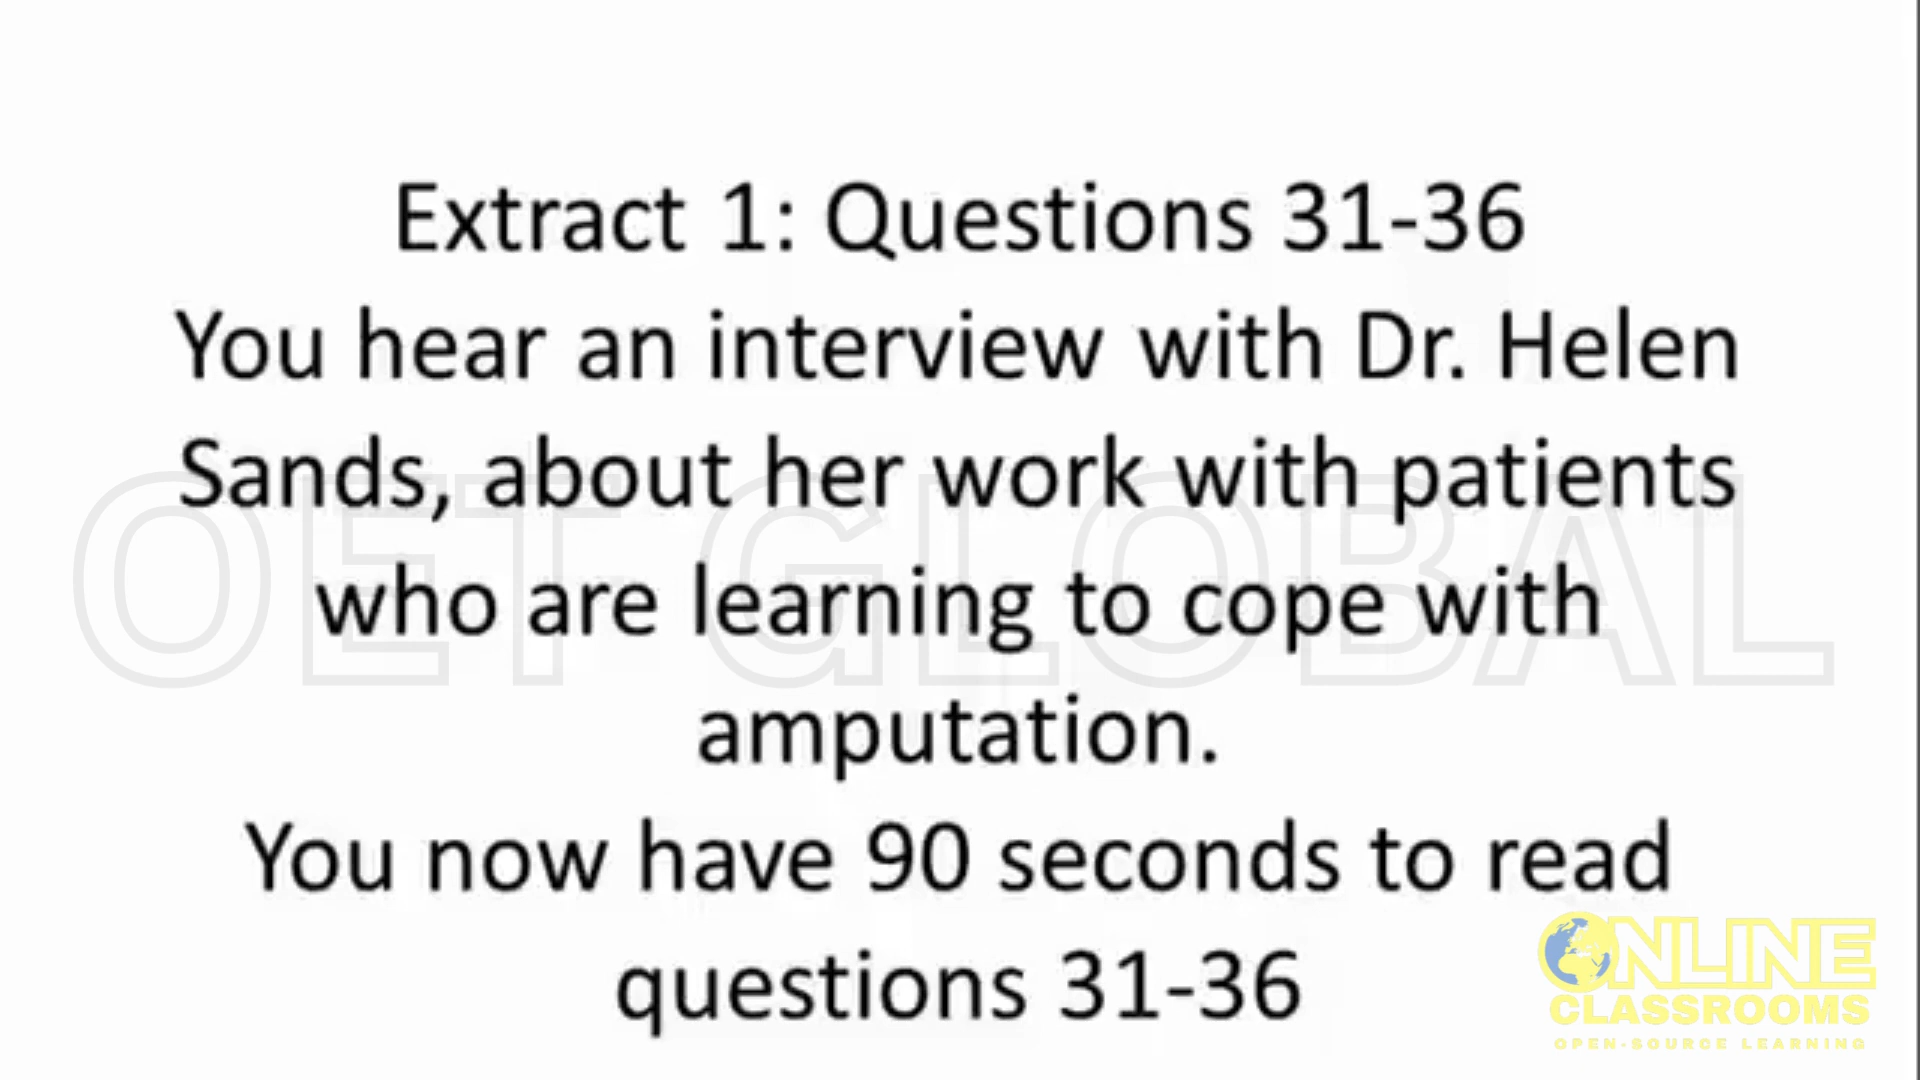 Extract 1: Questions 31-36
You hear an interview with Dr. Helen
Sands, about her work with patients
who are learning to cope with
amputation.
You now have 90 seconds to read
questions 31-36
OET GLOBAL
ONLINE
CLASSROOMS
OPEN-SOURCE LEARNING